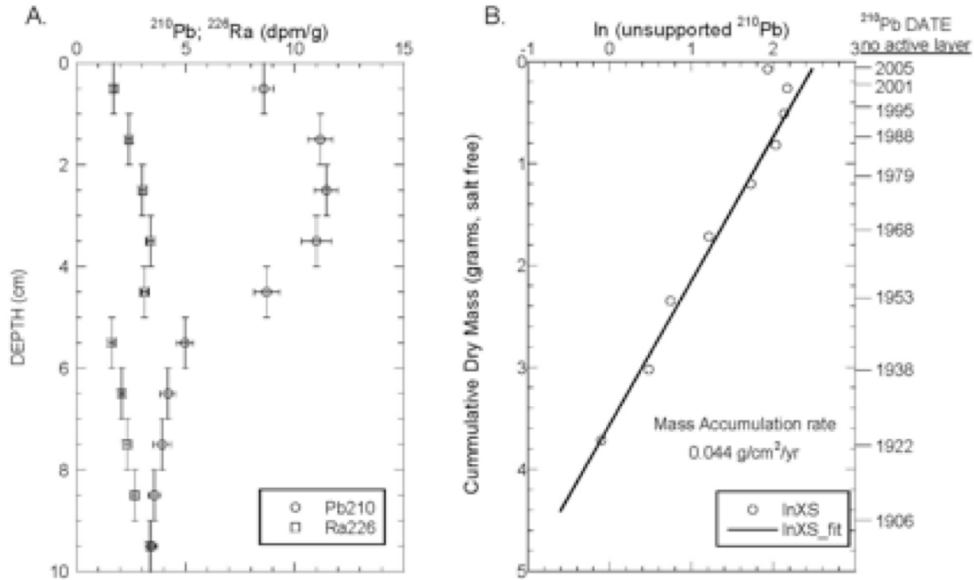 A.
²¹⁰Pb; ²²⁶Ra (dpm/g)
0 5 10 15
0
2
4
6
8
10
DEPTH (cm)
Pb210
Ra226
B.
ln (unsupported ²¹⁰Pb)
-1 0 1 2 3
0
1
2
3
4
5
Cummulative Dry Mass (grams, salt free)
Mass Accumulation rate
0.044 g/cm²/yr
lnXS
lnXS_fit
²¹⁰Pb DATE
no active layer
2005
2001
1995
1988
1979
1968
1953
1938
1922
1906